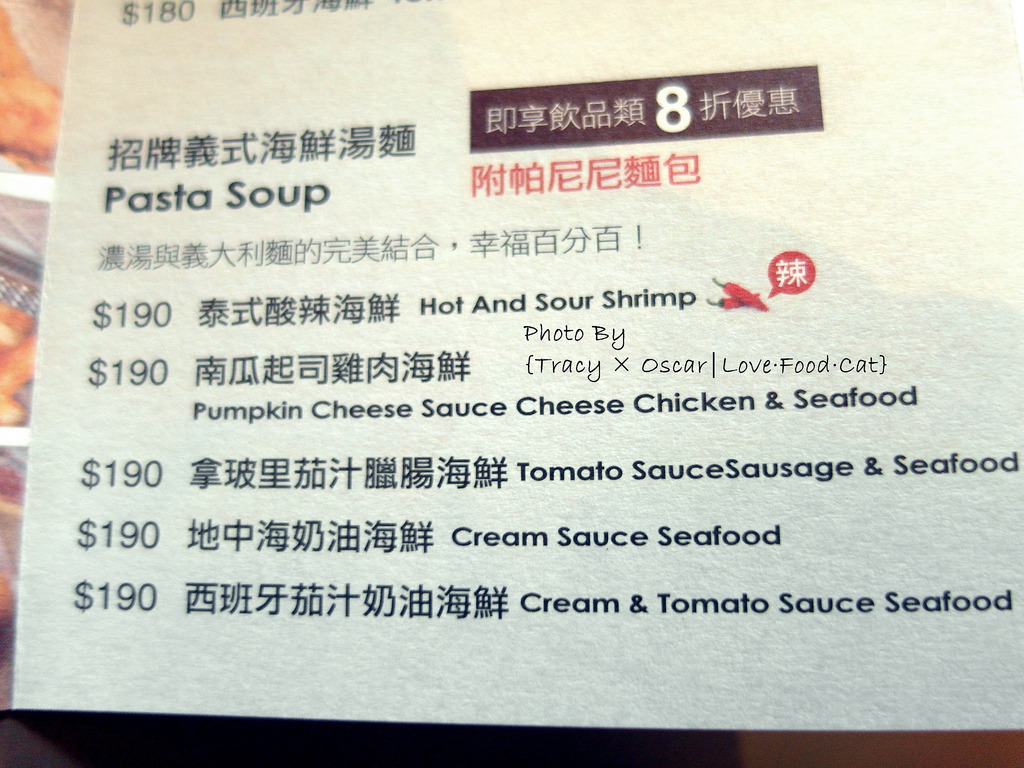 $180 西班牙海鮮
即享飲品類8折優惠
招牌義式海鮮湯麵
附帕尼尼麵包
Pasta Soup
濃湯與義大利麵的完美結合，幸福百分百！
$190 泰式酸辣海鮮 Hot And Sour Shrimp 辣
Photo By
{Tracy × Oscar|Love·Food·Cat}
$190 南瓜起司雞肉海鮮
Pumpkin Cheese Sauce Cheese Chicken & Seafood
$190 拿玻里茄汁臘腸海鮮 Tomato SauceSausage & Seafood
$190 地中海奶油海鮮 Cream Sauce Seafood
$190 西班牙茄汁奶油海鮮 Cream & Tomato Sauce Seafood